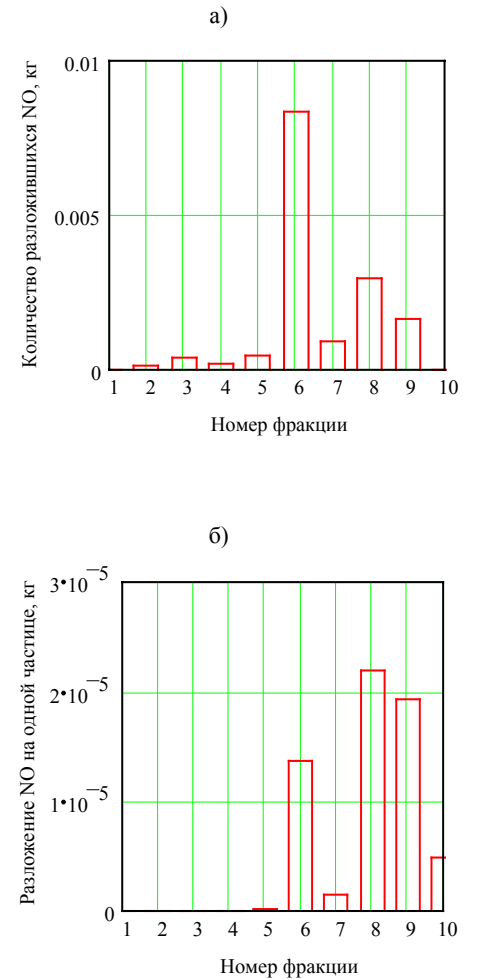 а)
Количество разложившихся NO, кг
0.01
0.005
0
1 2 3 4 5 6 7 8 9 10
Номер фракции
б)
Разложение NO на одной частице, кг
3•10⁻⁵
2•10⁻⁵
1•10⁻⁵
0
1 2 3 4 5 6 7 8 9 10
Номер фракции